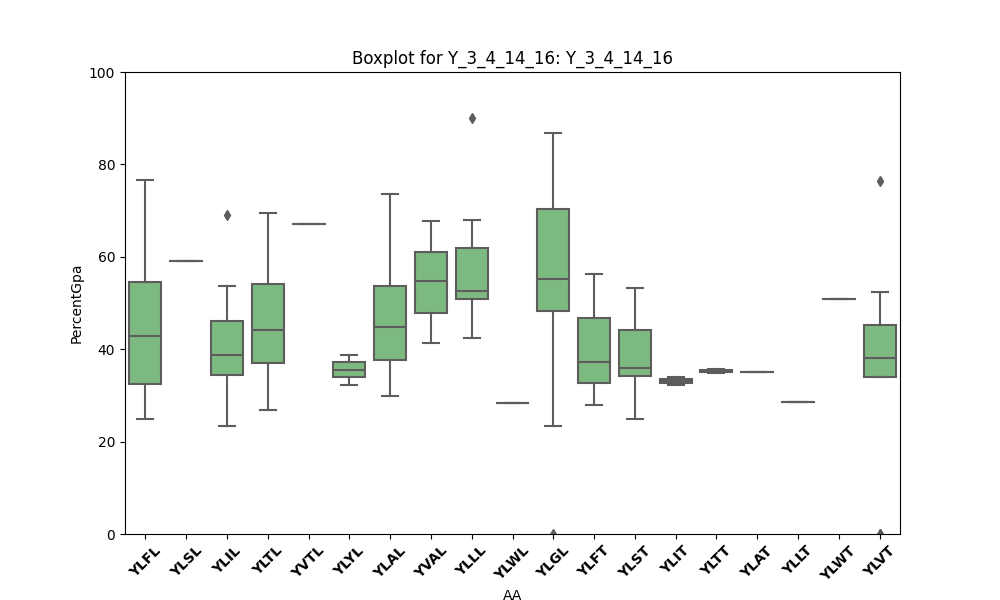 Boxplot for Y_3_4_14_16: Y_3_4_14_16
100
80
60
40
20
0
PercentGpa
YLFL YLSL YLIL YLTL YVTL YLYL YLAL YVAL YLLL YLWL YLGL YLFT YLST YLIT YLTT YLAT YLLT YLWT YLVT
AA